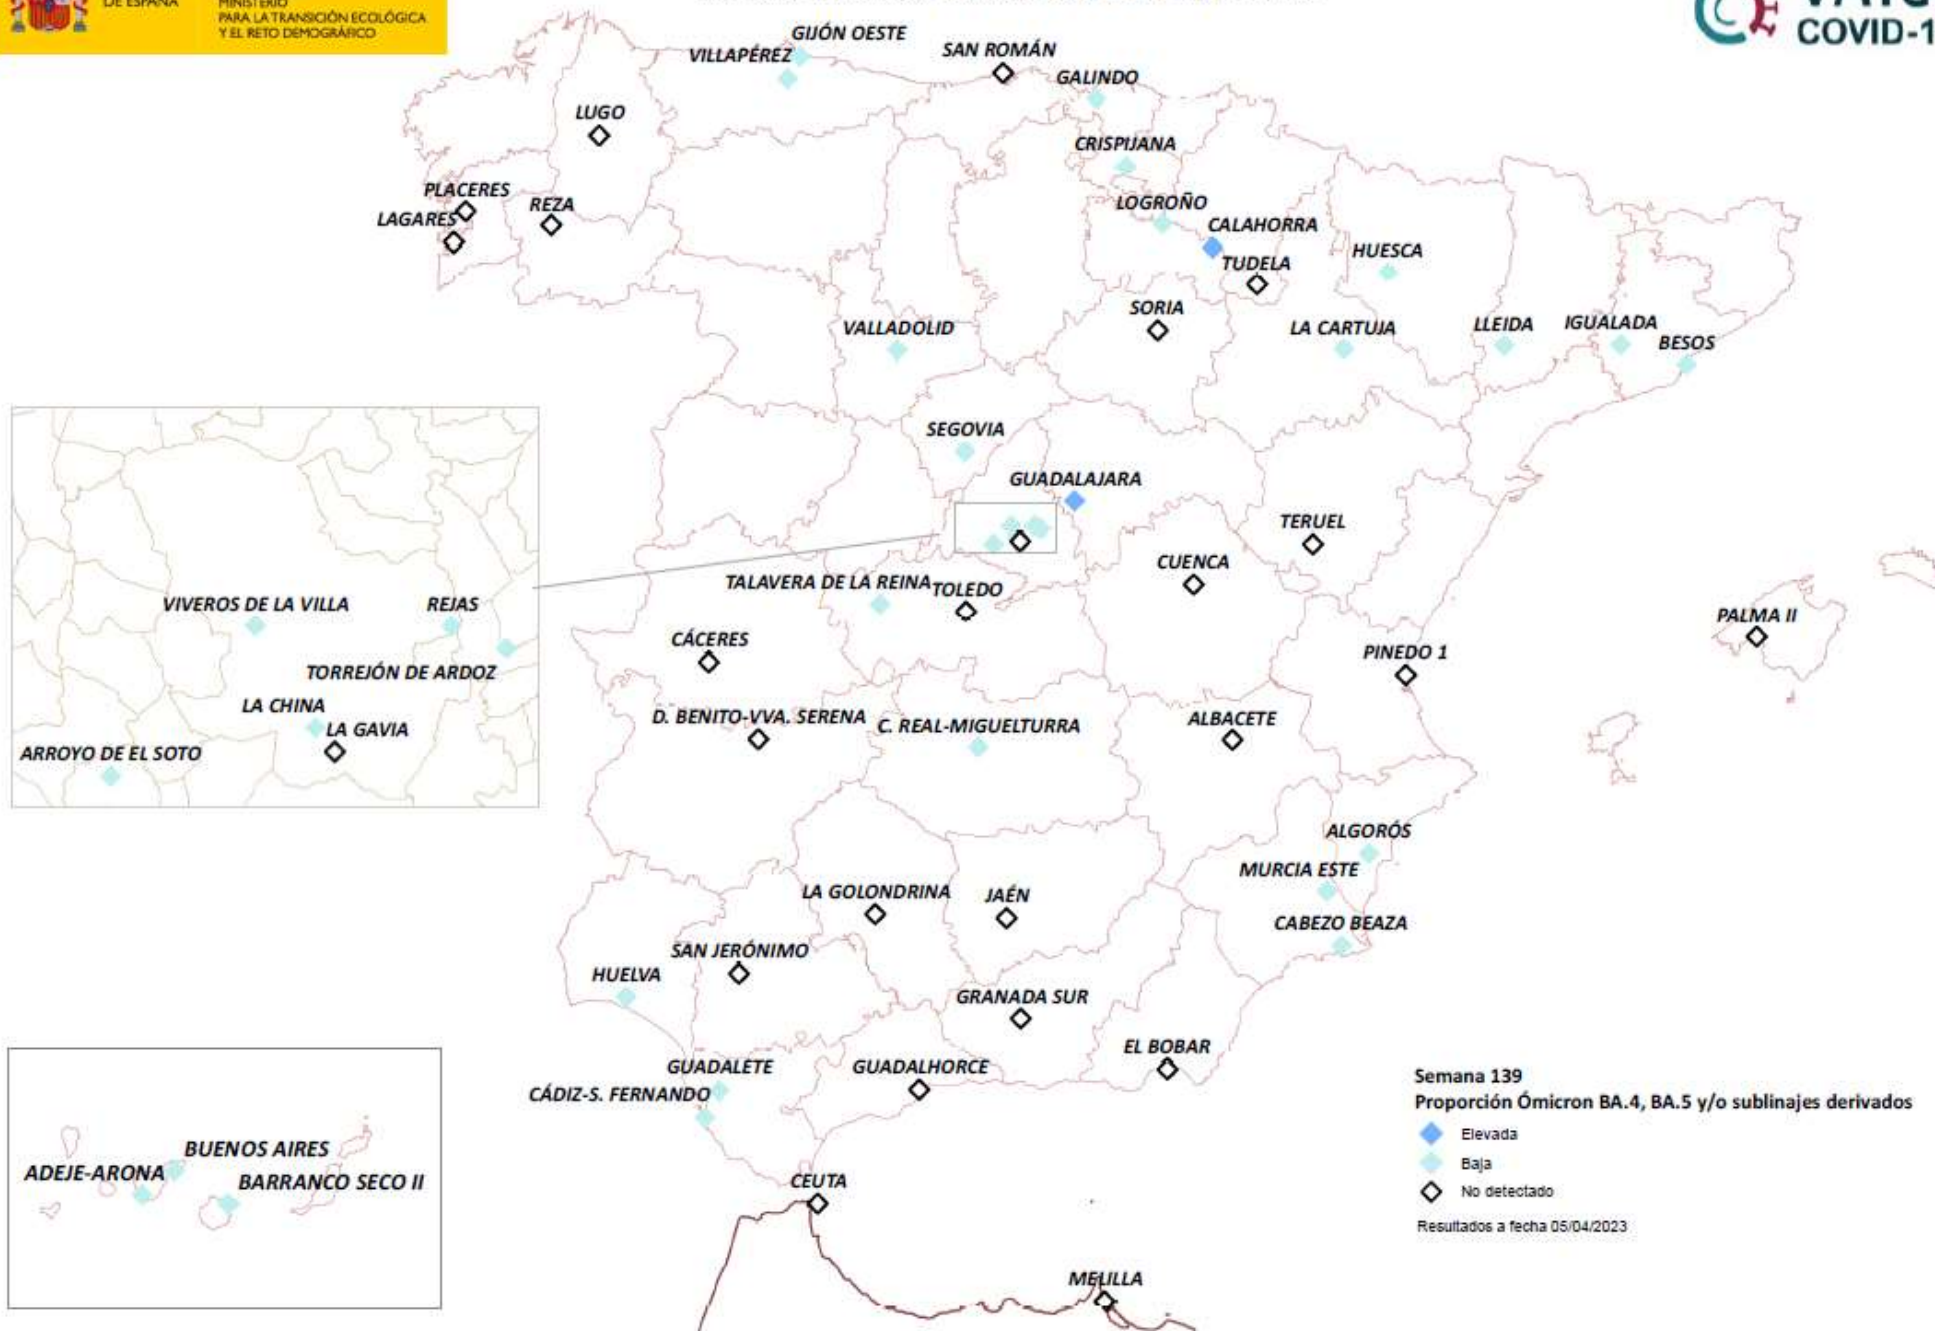 DE ESPAÑA
MINISTERIO
PARA LA TRANSICIÓN ECOLÓGICA
Y EL RETO DEMOGRÁFICO
COVID-1
GIJÓN OESTE
VILLAPÉREZ
SAN ROMÁN
GALINDO
LUGO
CRISPIJANA
PLACERES
LAGARES
REZA
LOGROÑO
CALAHORRA
TUDELA
HUESCA
SORIA
VALLADOLID
LA CARTUJA
LLEIDA
IGUALADA
BESOS
SEGOVIA
GUADALAJARA
TERUEL
CUENCA
TALAVERA DE LA REINA
TOLEDO
PALMA II
CÁCERES
PINEDO 1
D. BENITO-VVA. SERENA
C. REAL-MIGUELTURRA
ALBACETE
VIVEROS DE LA VILLA
REJAS
TORREJÓN DE ARDOZ
LA CHINA
LA GAVIA
ARROYO DE EL SOTO
ALGORÓS
MURCIA ESTE
CABEZO BEAZA
LA GOLONDRINA
JAÉN
SAN JERÓNIMO
HUELVA
GRANADA SUR
EL BOBAR
GUADALETE
CÁDIZ-S. FERNANDO
GUADALHORCE
CEUTA
MELILLA
BUENOS AIRES
ADEJE-ARONA
BARRANCO SECO II
Semana 139
Proporción Ómicron BA.4, BA.5 y/o sublinajes derivados
Elevada
Baja
No detectado
Resultados a fecha 05/04/2023